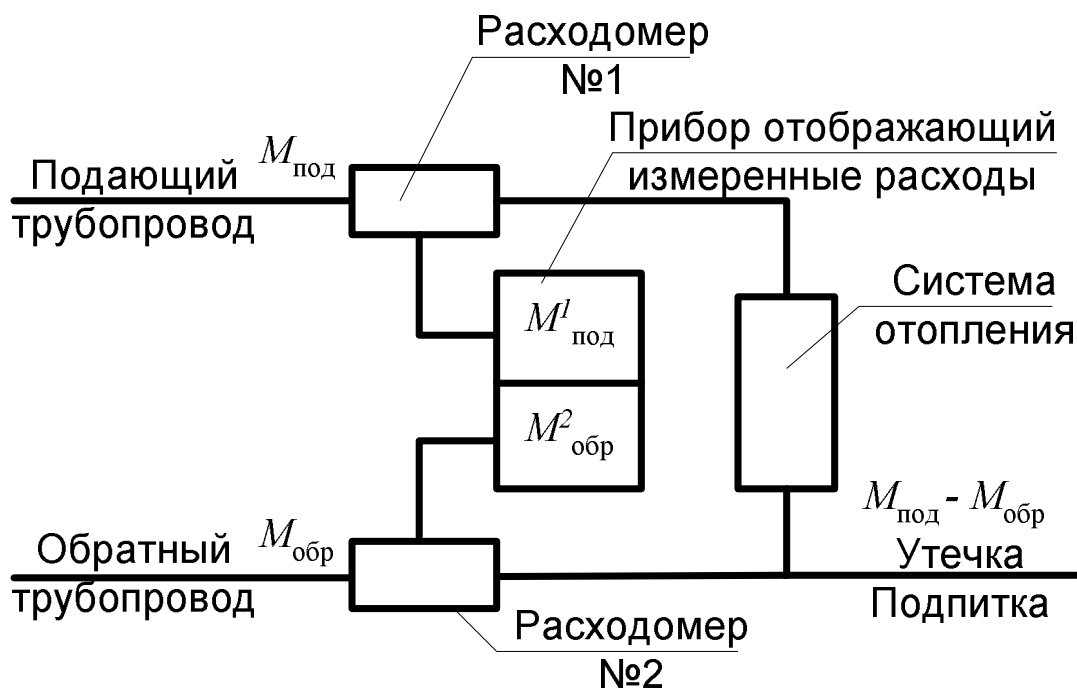 Расходомер
№1
Прибор отображающий
измеренные расходы
Mпод
Подающий
трубопровод
M1под
Система
отопления
M2обр
Mпод - Mобр
Обратный
Mобр
Утечка
трубопровод
Подпитка
Расходомер
№2